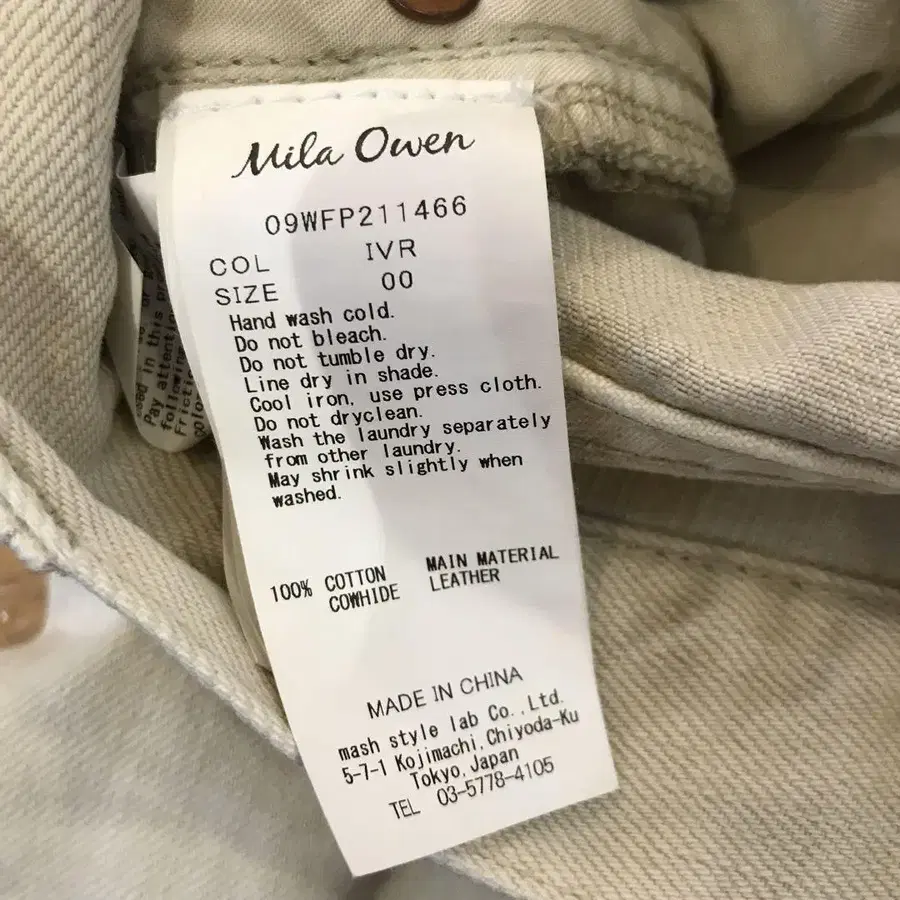 Mila Owen
09WFP211466
COL IVR
SIZE 00
Hand wash cold.
Do not bleach.
Do not tumble dry.
Line dry in shade.
Cool iron, use press cloth.
Do not dryclean.
Wash the laundry separately
from other laundry.
May shrink slightly when
washed.
100% COTTON MAIN MATERIAL
COWHIDE LEATHER
MADE IN CHINA
mash style lab Co.,Ltd.
5-7-1 Kojimachi,Chiyoda-Ku
Tokyo,Japan
TEL 03-5778-4105
in this
Pay